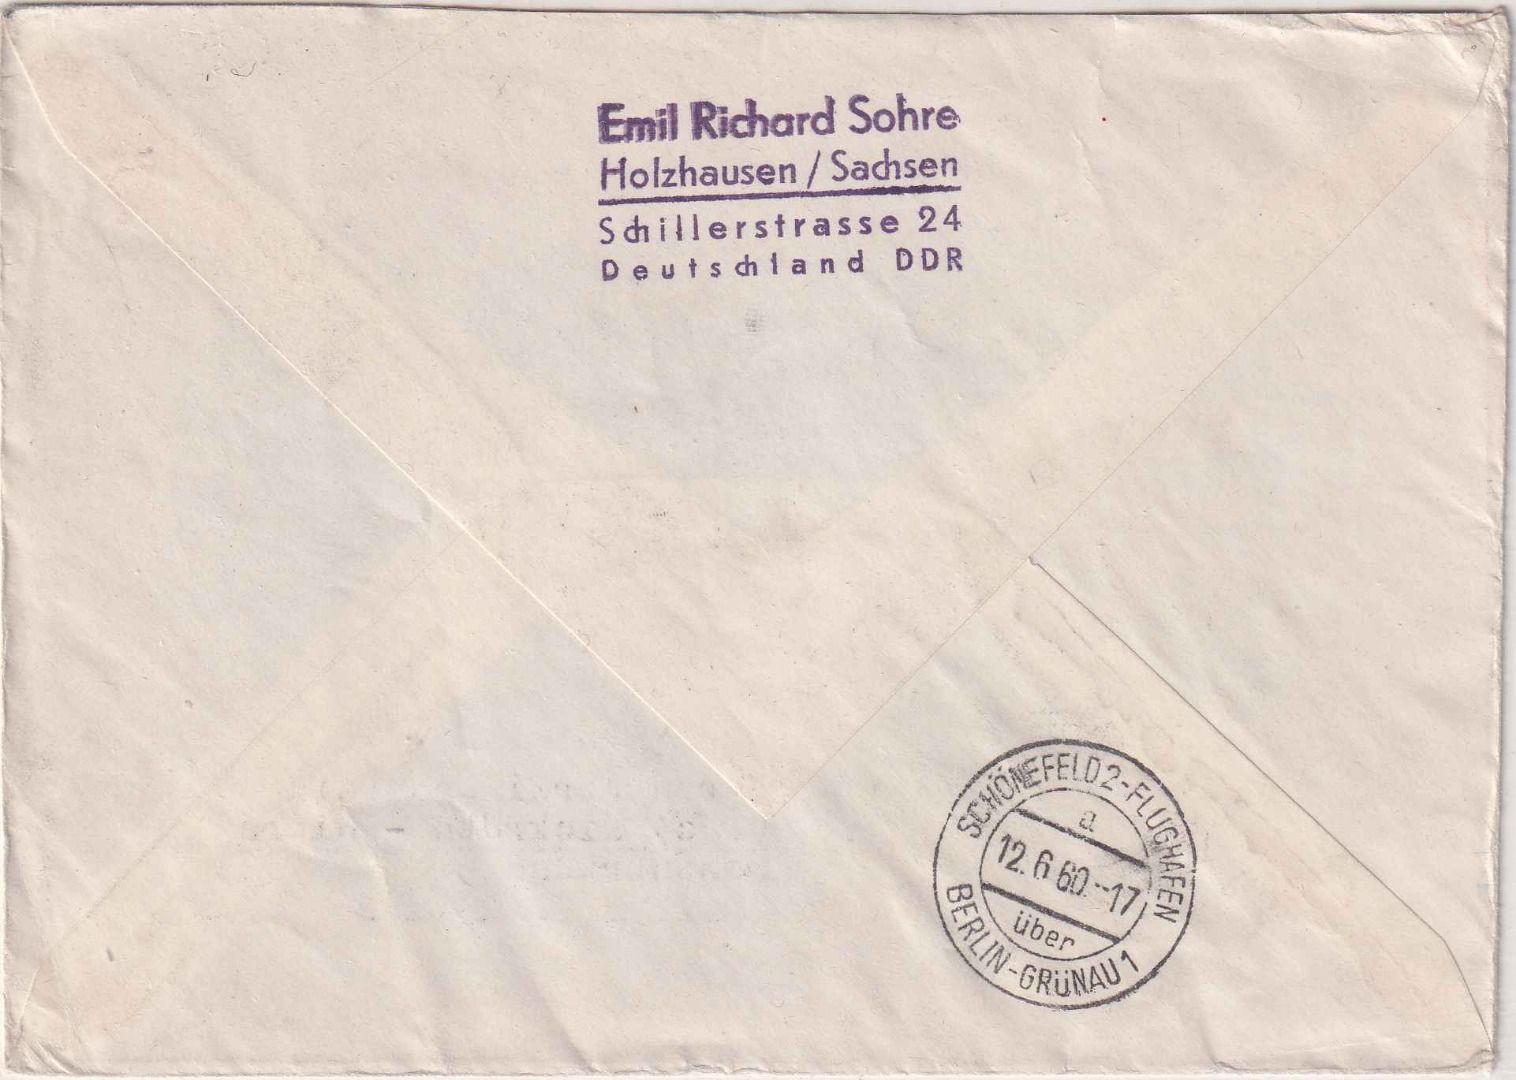 Emil Richard Sohre
Holzhausen / Sachsen
Schillerstrasse 24
Deutschland DDR
SCHÖNEFELD 2-FLUGHAFEN
a
12.6 60.-17
über
BERLIN-GRÜNAU 1